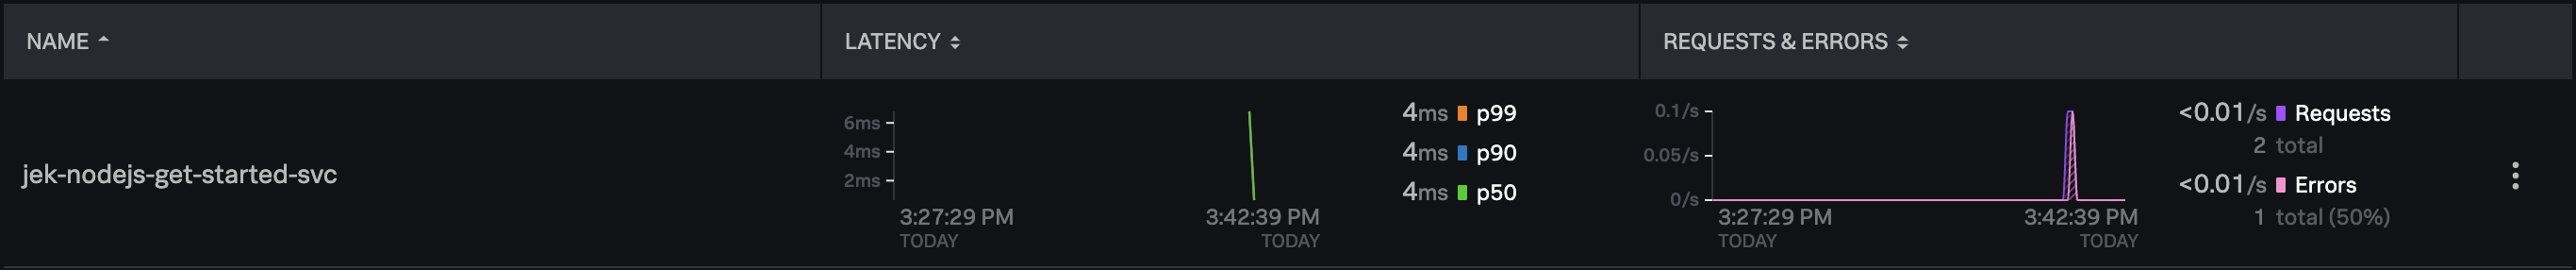 NAME
LATENCY
REQUESTS & ERRORS
jek-nodejs-get-started-svc
6ms
4ms
2ms
3:27:29 PM
TODAY
3:42:39 PM
TODAY
4ms p99
4ms p90
4ms p50
0.1/s
0.05/s
0/s
3:27:29 PM
TODAY
3:42:39 PM
TODAY
<0.01/s Requests
2 total
<0.01/s Errors
1 total (50%)